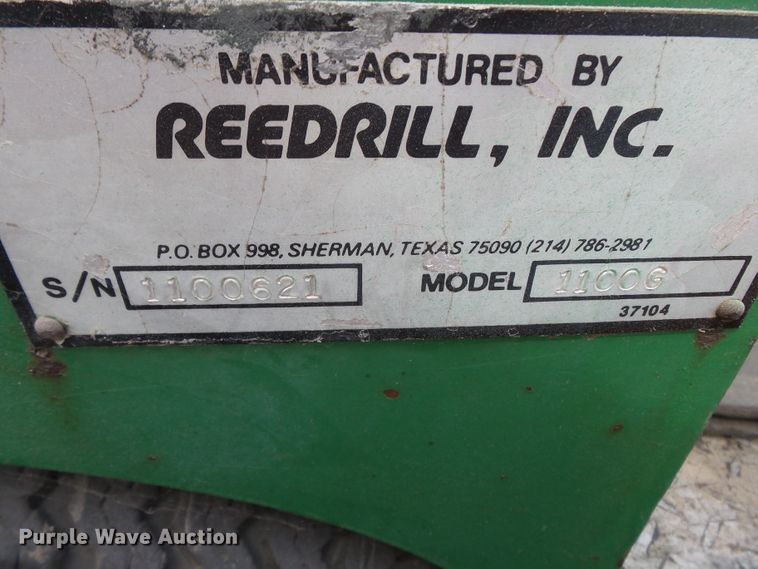 MANUFACTURED BY
REEDRILL, INC.
P.O. BOX 998, SHERMAN, TEXAS 75090 (214) 786-2981
S/N 1100621 MODEL 1100G
37104
Purple Wave Auction®